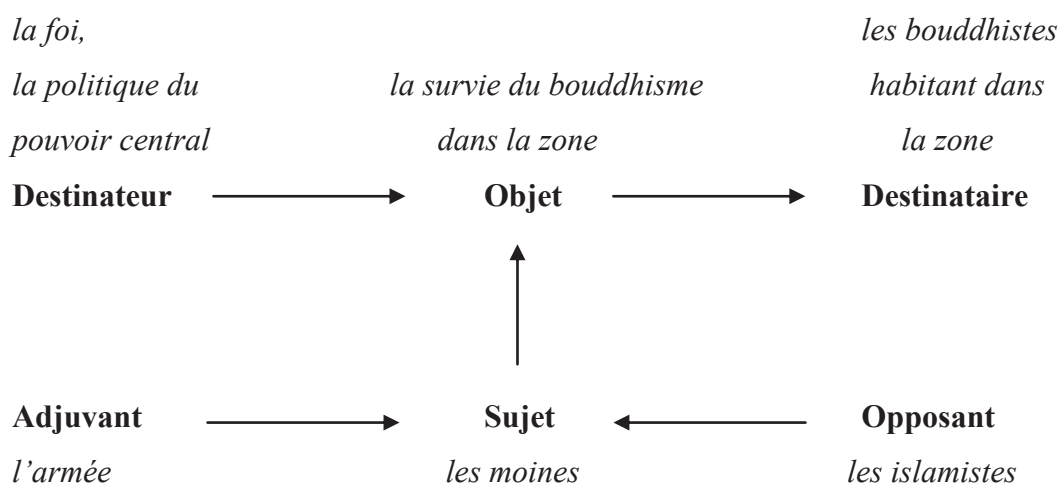 la foi,
la politique du
pouvoir central
la survie du bouddhisme
dans la zone
les bouddhistes
habitant dans
la zone
Destinateur
Objet
Destinataire
Adjuvant
Sujet
Opposant
l’armée
les moines
les islamistes